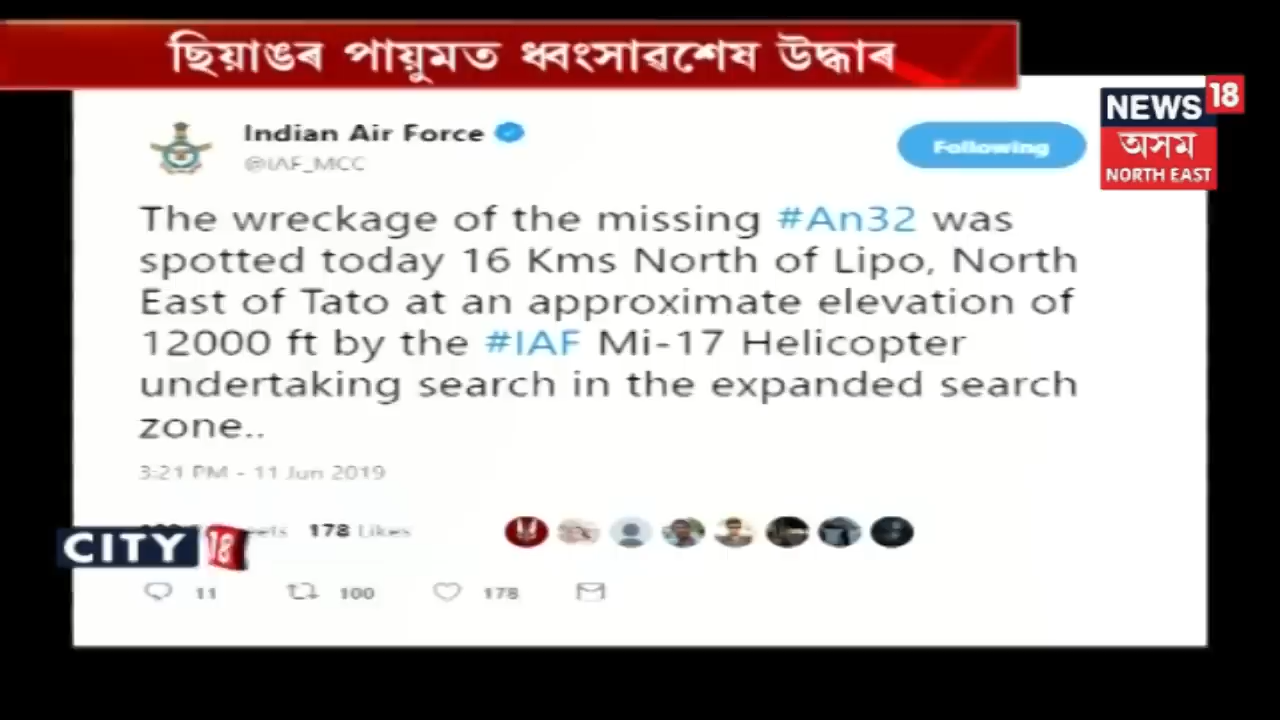 ছিয়াঙৰ পায়ুমত ধ্বংসাৱশেষ উদ্ধাৰ
NEWS 18
অসম
NORTH EAST
Indian Air Force
@IAF_MCC
Following
The wreckage of the missing #An32 was
spotted today 16 Kms North of Lipo, North
East of Tato at an approximate elevation of
12000 ft by the #IAF Mi-17 Helicopter
undertaking search in the expanded search
zone..
3:21 PM - 11 Jun 2019
178 Likes
CITY 18
11 100 178